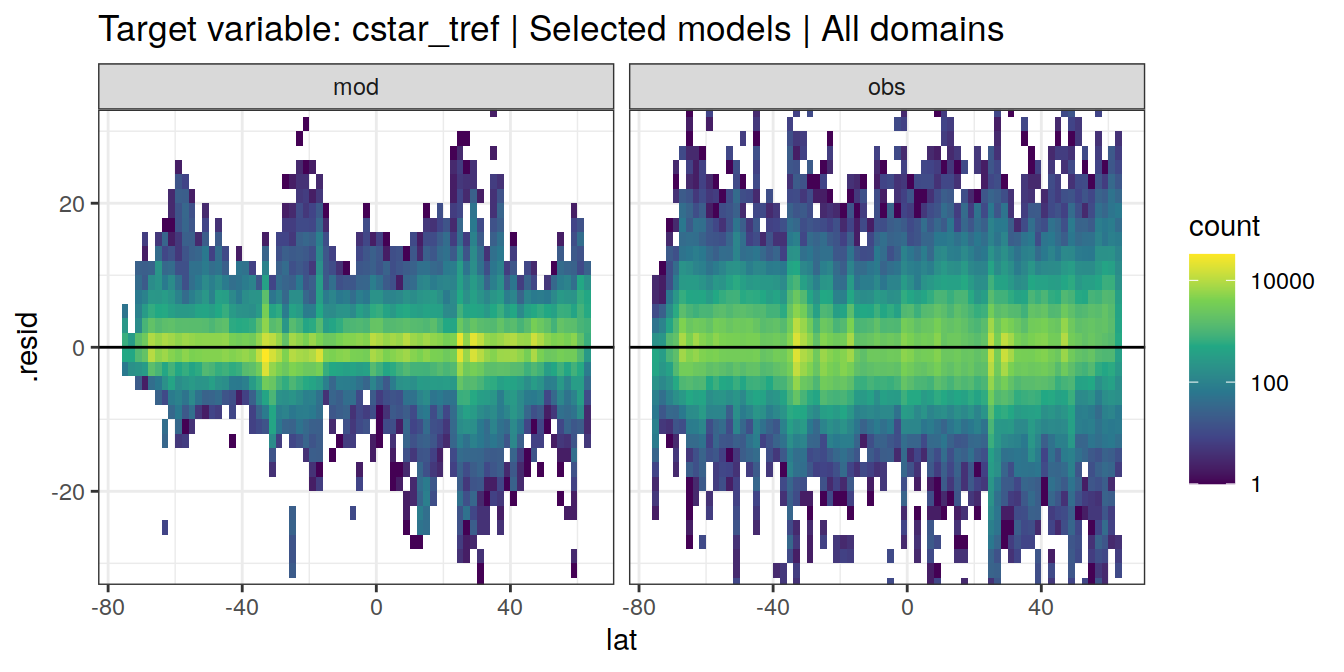 Target variable: cstar_tref | Selected models | All domains
mod
obs
.resid
20
0
-20
-80
-40
0
40
-80
-40
0
40
lat
count
10000
100
1